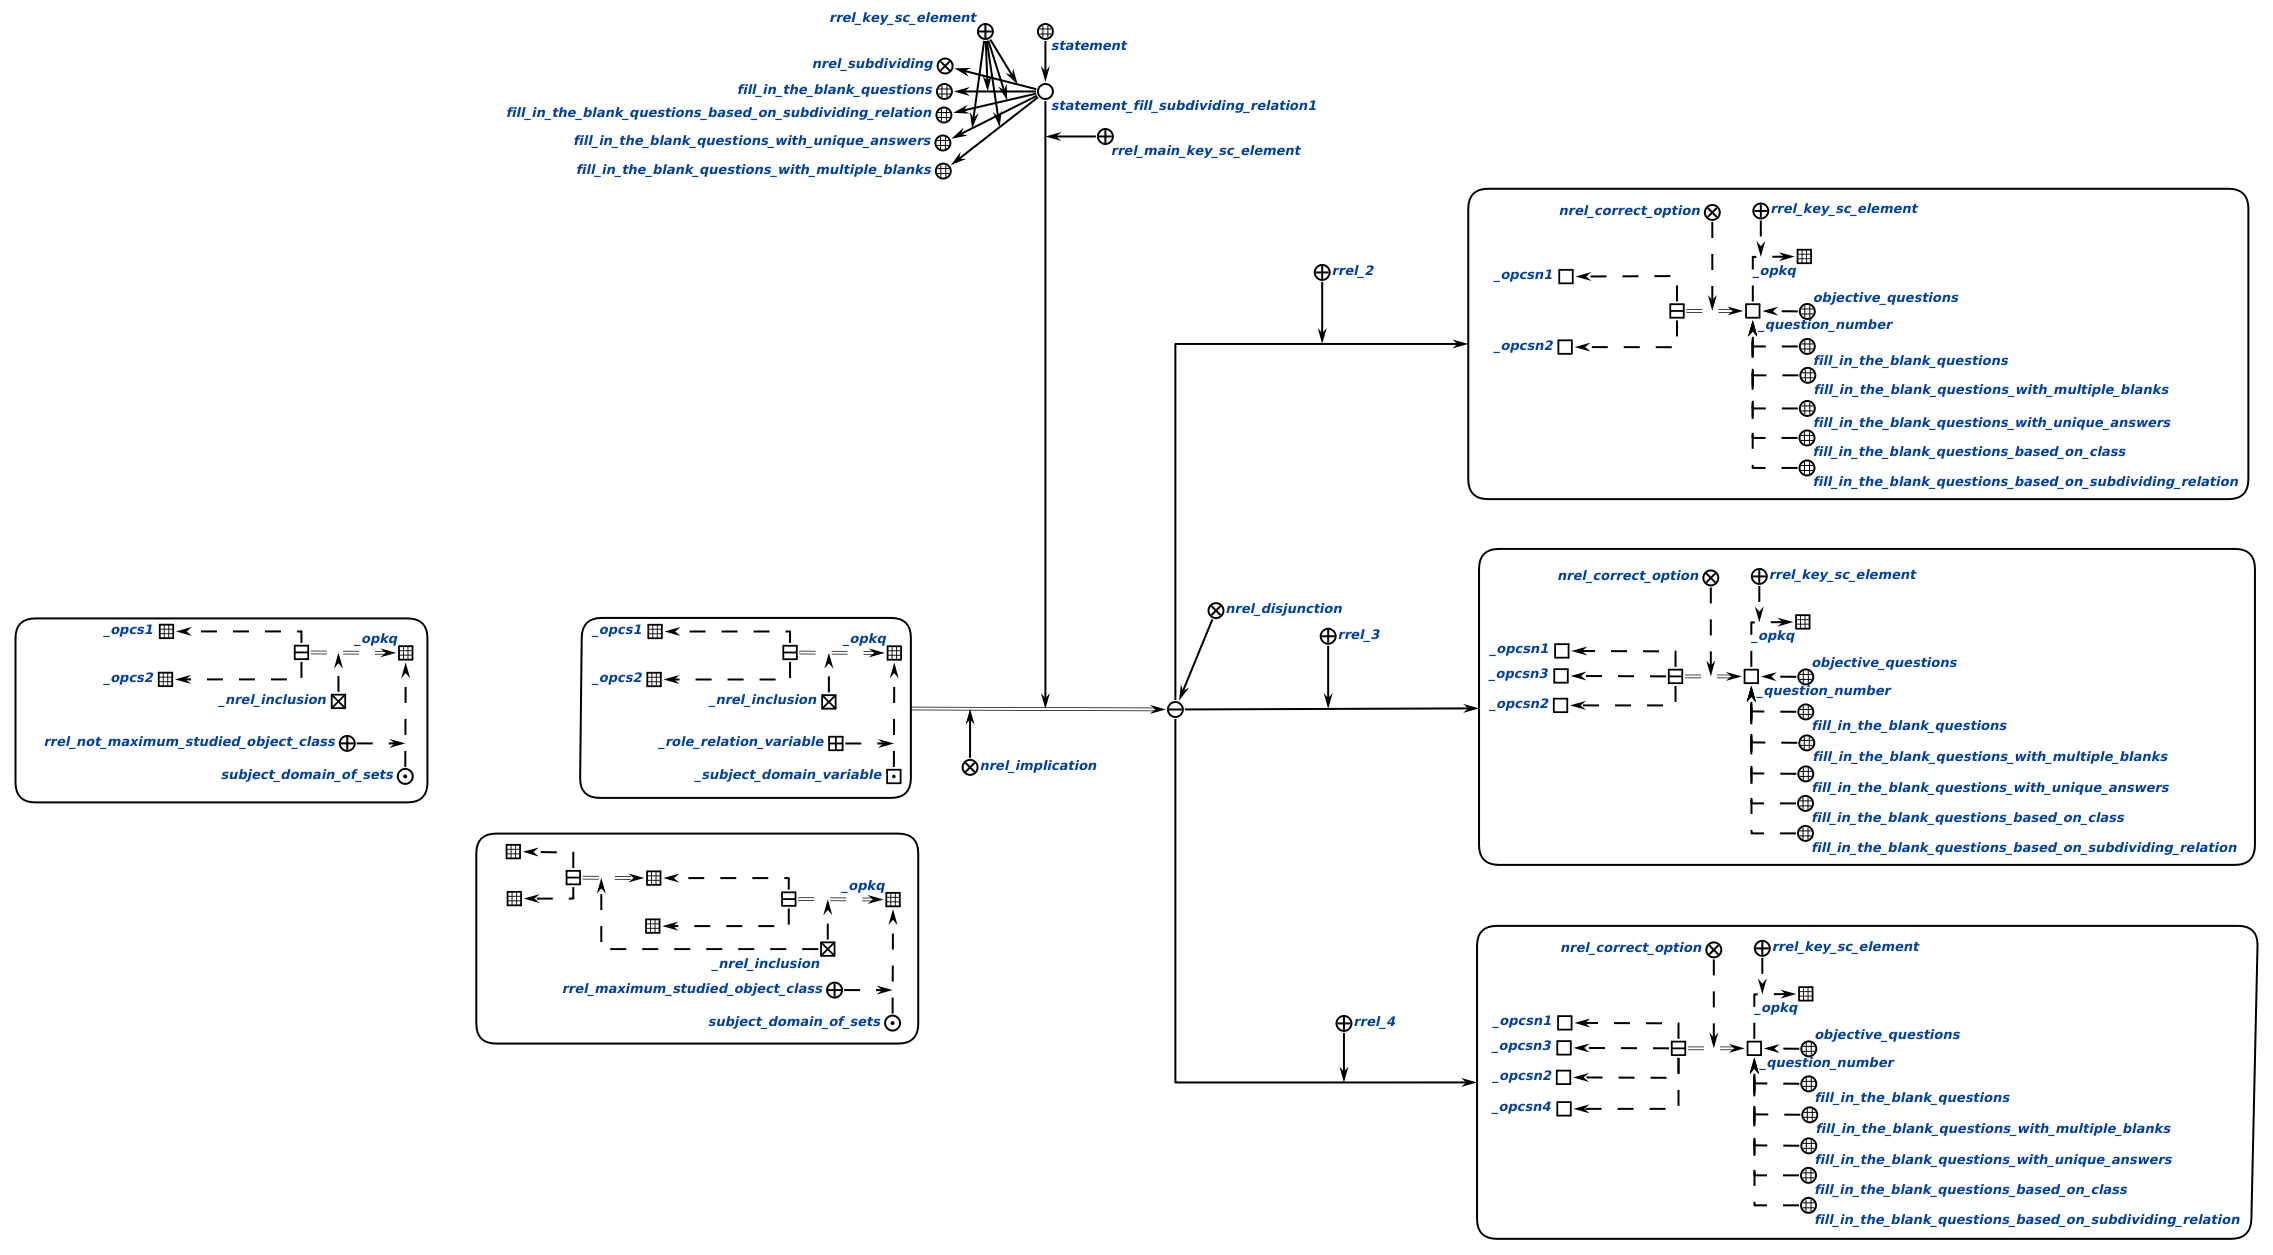 rrel_key_sc_element
statement
nrel_subdividing
fill_in_the_blank_questions
statement_fill_subdividing_relation1
fill_in_the_blank_questions_based_on_subdividing_relation
fill_in_the_blank_questions_with_unique_answers
rrel_main_key_sc_element
fill_in_the_blank_questions_with_multiple_blanks
nrel_correct_option
rrel_key_sc_element
rrel_2
_opcsn1
_opkq
objective_questions
_question_number
_opcsn2
fill_in_the_blank_questions
fill_in_the_blank_questions_with_multiple_blanks
fill_in_the_blank_questions_with_unique_answers
fill_in_the_blank_questions_based_on_class
fill_in_the_blank_questions_based_on_subdividing_relation
_opcs1
_opkq
_opcs2
_nrel_inclusion
rrel_not_maximum_studied_object_class
subject_domain_of_sets
_opcs1
_opkq
_opcs2
_nrel_inclusion
_role_relation_variable
_subject_domain_variable
nrel_implication
nrel_disjunction
rrel_3
nrel_correct_option
rrel_key_sc_element
_opkq
_opcsn1
objective_questions
_opcsn3
_question_number
_opcsn2
fill_in_the_blank_questions
fill_in_the_blank_questions_with_multiple_blanks
fill_in_the_blank_questions_with_unique_answers
fill_in_the_blank_questions_based_on_class
fill_in_the_blank_questions_based_on_subdividing_relation
_opkq
_nrel_inclusion
rrel_maximum_studied_object_class
subject_domain_of_sets
rrel_4
nrel_correct_option
rrel_key_sc_element
_opkq
_opcsn1
objective_questions
_opcsn3
_question_number
_opcsn2
fill_in_the_blank_questions
_opcsn4
fill_in_the_blank_questions_with_multiple_blanks
fill_in_the_blank_questions_with_unique_answers
fill_in_the_blank_questions_based_on_class
fill_in_the_blank_questions_based_on_subdividing_relation